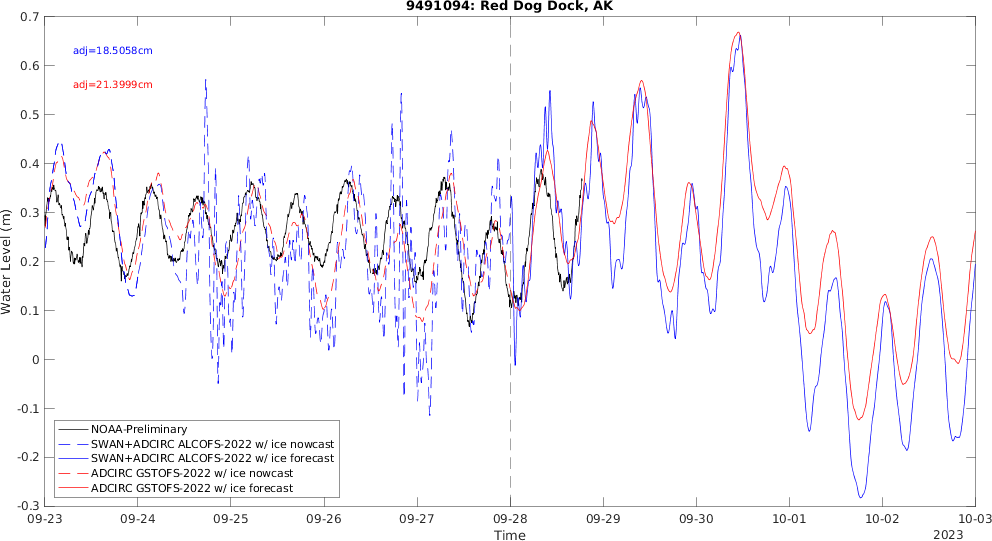 9491094: Red Dog Dock, AK
adj=18.5058cm
adj=21.3999cm
Water Level (m)
0.7
0.6
0.5
0.4
0.3
0.2
0.1
0
-0.1
-0.2
-0.3
NOAA-Preliminary
SWAN+ADCIRC ALCOFS-2022 w/ ice nowcast
SWAN+ADCIRC ALCOFS-2022 w/ ice forecast
ADCIRC GSTOFS-2022 w/ ice nowcast
ADCIRC GSTOFS-2022 w/ ice forecast
09-23 09-24 09-25 09-26 09-27 09-28 09-29 09-30 10-01 10-02 10-03
Time
2023